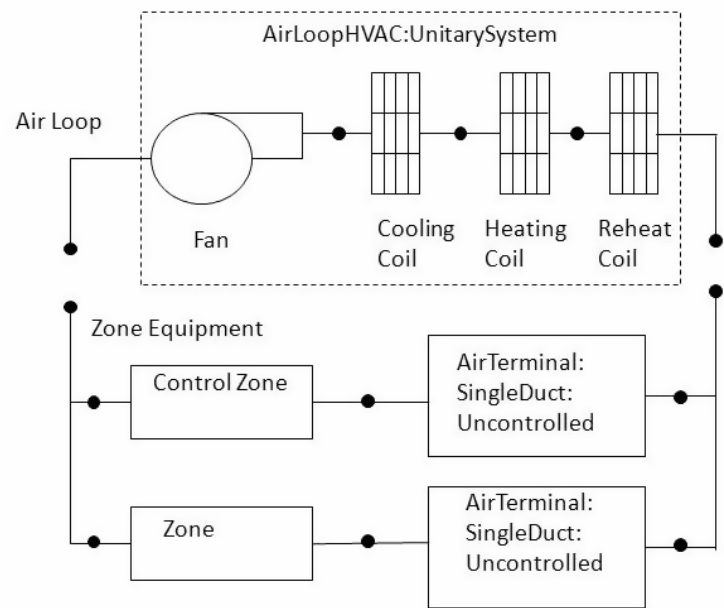 AirLoopHVAC:UnitarySystem
Air Loop
Fan
Cooling
Coil
Heating
Coil
Reheat
Coil
Zone Equipment
Control Zone
AirTerminal:
SingleDuct:
Uncontrolled
Zone
AirTerminal:
SingleDuct:
Uncontrolled